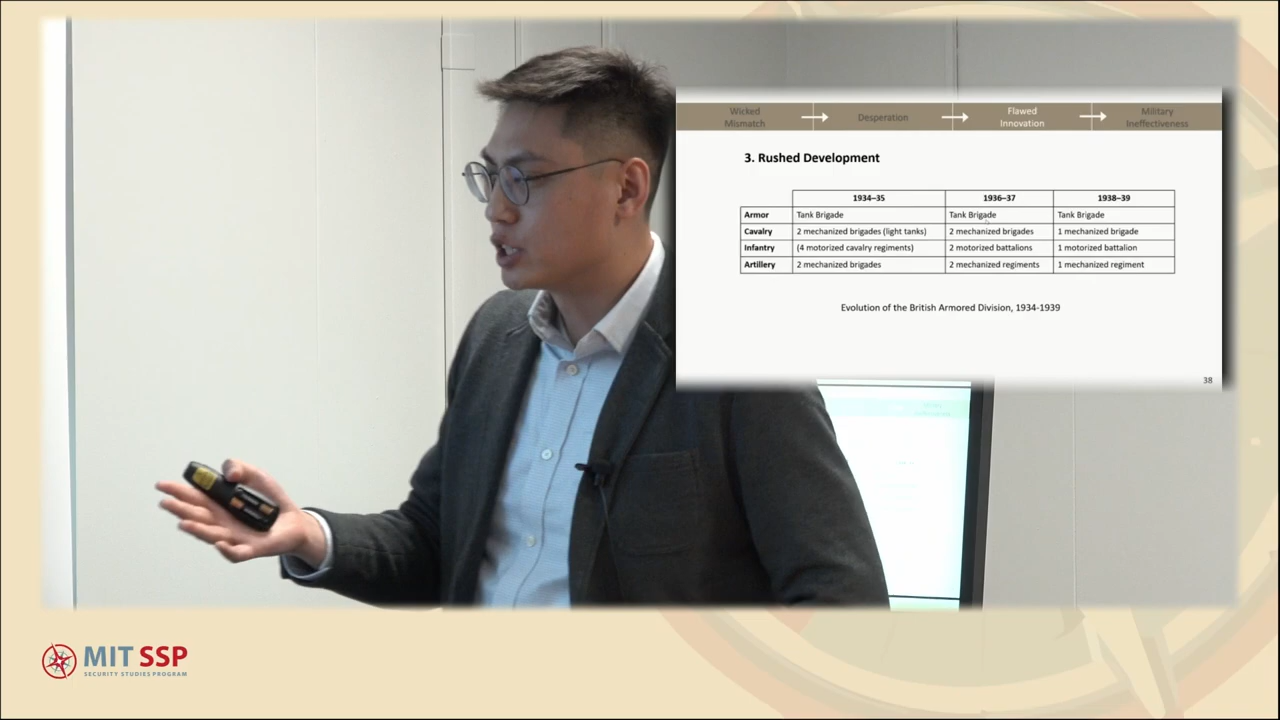 Wicked
Mismatch
Desperation
Flawed
Innovation
Military
Ineffectiveness
3. Rushed Development
1934–35 1936–37 1938–39
Armor Tank Brigade Tank Brigade Tank Brigade
Cavalry 2 mechanized brigades (light tanks) 2 mechanized brigades 1 mechanized brigade
Infantry (4 motorized cavalry regiments) 2 motorized battalions 1 motorized battalion
Artillery 2 mechanized brigades 2 mechanized regiments 1 mechanized regiment
Evolution of the British Armored Division, 1934-1939
38
MIT SSP
SECURITY STUDIES PROGRAM